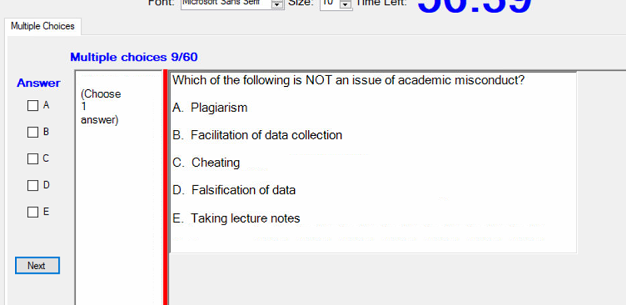 Font: Microsoft Sans Serif Size: 10 Time Left: 56:59
Multiple Choices
Multiple choices 9/60
Answer
A
B
C
D
E
Next
(Choose
1
answer)
Which of the following is NOT an issue of academic misconduct?
A. Plagiarism
B. Facilitation of data collection
C. Cheating
D. Falsification of data
E. Taking lecture notes